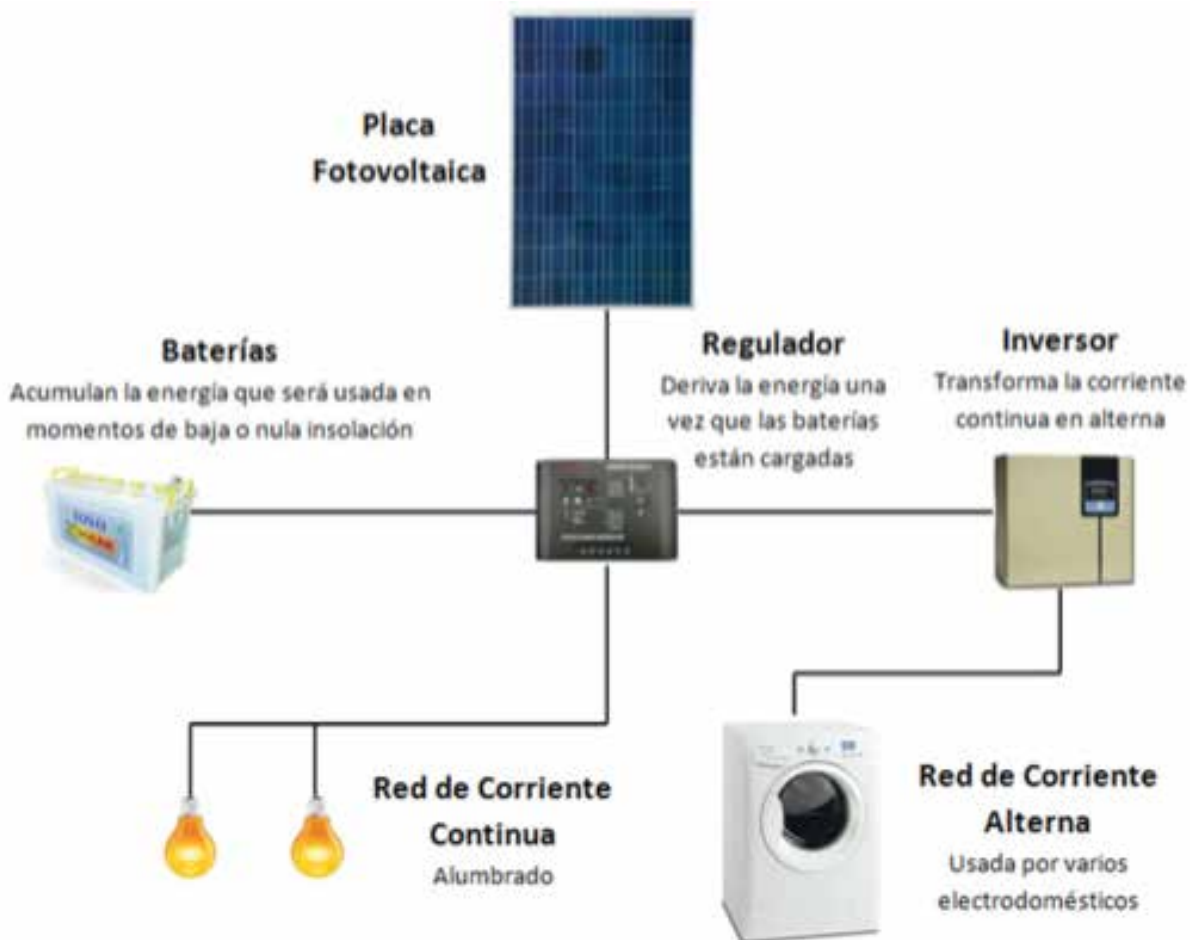 Placa
Fotovoltaica
Baterías
Acumulan la energía que será usada en
momentos de baja o nula insolación
Regulador
Deriva la energía una
vez que las baterías
están cargadas
Inversor
Transforma la corriente
continua en alterna
Red de Corriente
Continua
Alumbrado
Red de Corriente
Alterna
Usada por varios
electrodomésticos